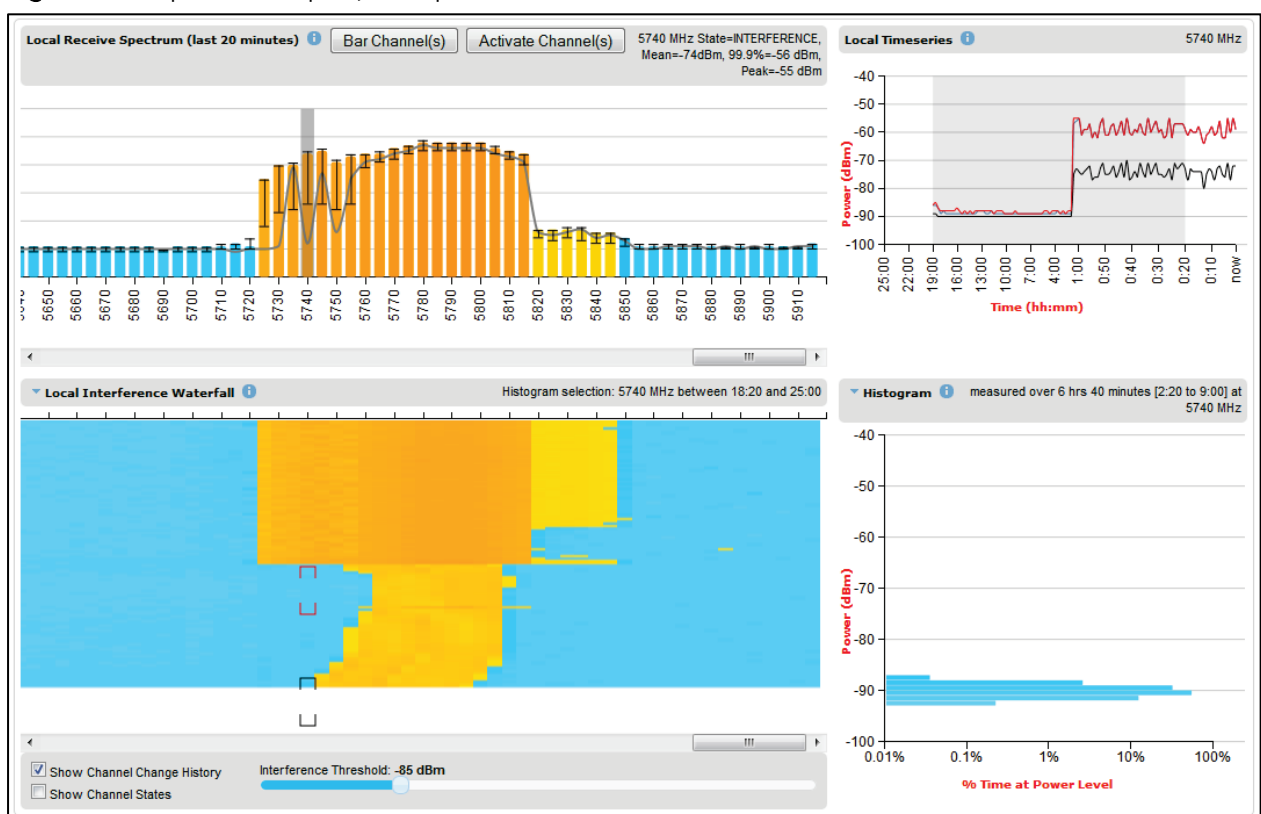 Local Receive Spectrum (last 20 minutes) i Bar Channel(s) Activate Channel(s) 5740 MHz State=INTERFERENCE,
Mean=-74dBm, 99.9%=-56 dBm,
Peak=-55 dBm
5650 5660 5670 5680 5690 5700 5710 5720 5730 5740 5750 5760 5770 5780 5790 5800 5810 5820 5830 5840 5850 5860 5870 5880 5890 5900 5910
Local Timeseries i 5740 MHz
-40
-50
-60
-70
-80
-90
-100
Power (dBm)
25:00 22:00 19:00 16:00 13:00 10:00 7:00 4:00 1:00 0:50 0:40 0:30 0:20 0:10 now
Time (hh:mm)
Local Interference Waterfall i Histogram selection: 5740 MHz between 18:20 and 25:00
Show Channel Change History
Show Channel States
Interference Threshold: -85 dBm
Histogram i measured over 6 hrs 40 minutes [2:20 to 9:00] at
5740 MHz
-40
-50
-60
-70
-80
-90
-100
Power (dBm)
0.01% 0.1% 1% 10% 100%
% Time at Power Level